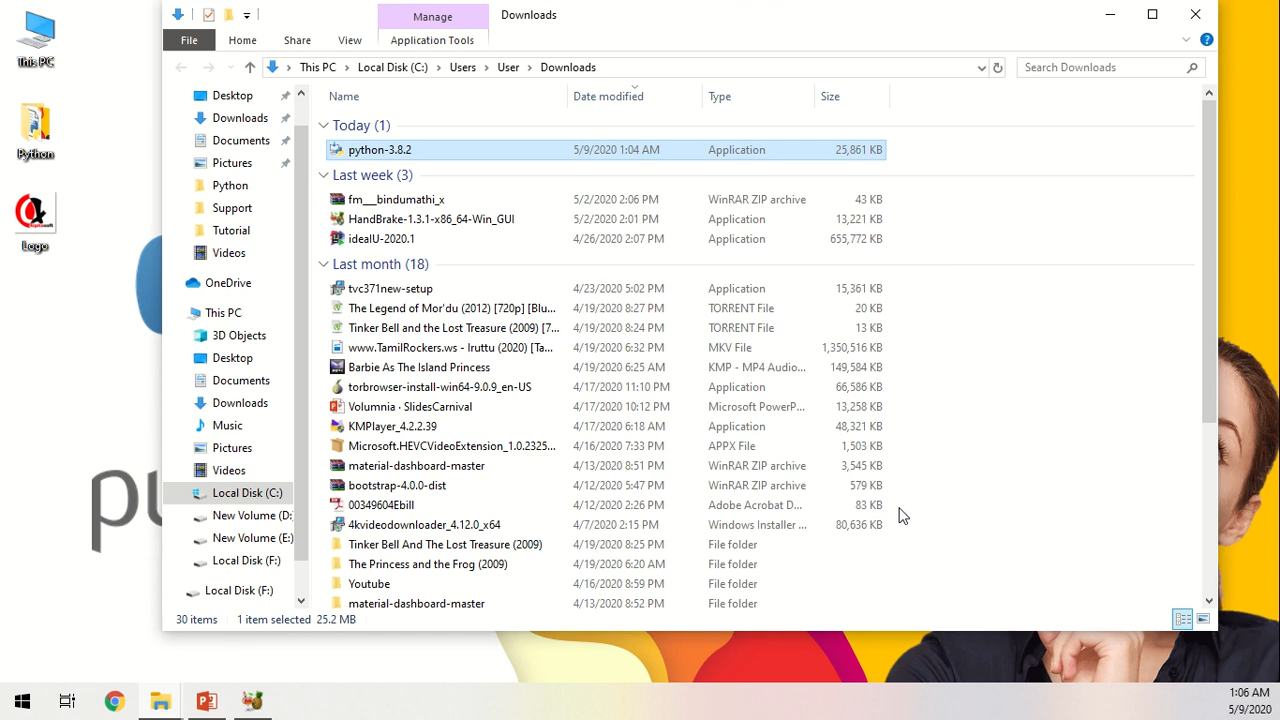 This PC
Python
Logo
Manage
Downloads
File
Home
Share
View
Application Tools
This PC
Local Disk (C:)
Users
User
Downloads
Search Downloads
Desktop
Downloads
Documents
Pictures
Python
Support
Tutorial
Videos
OneDrive
This PC
3D Objects
Desktop
Documents
Downloads
Music
Pictures
Videos
Local Disk (C:)
New Volume (D:
New Volume (E:)
Local Disk (F:)
Local Disk (F:)
Name Date modified Type Size
Today (1)
python-3.8.2 5/9/2020 1:04 AM Application 25,861 KB
Last week (3)
fm__bindumathi_x 5/2/2020 2:06 PM WinRAR ZIP archive 43 KB
HandBrake-1.3.1-x86_64-Win_GUI 5/2/2020 2:01 PM Application 13,221 KB
ideaIU-2020.1 4/26/2020 2:07 PM Application 655,772 KB
Last month (18)
tvc371new-setup 4/23/2020 5:02 PM Application 15,361 KB
The Legend of Mor'du (2012) [720p] [Blu... 4/19/2020 8:27 PM TORRENT File 20 KB
Tinker Bell and the Lost Treasure (2009) [7... 4/19/2020 8:24 PM TORRENT File 13 KB
www.TamilRockers.ws - Iruttu (2020) [Ta... 4/19/2020 6:32 PM MKV File 1,350,516 KB
Barbie As The Island Princess 4/19/2020 6:25 AM KMP - MP4 Audio... 149,584 KB
torbrowser-install-win64-9.0.9_en-US 4/17/2020 11:10 PM Application 66,586 KB
Volumnia · SlidesCarnival 4/17/2020 10:12 PM Microsoft PowerP... 13,258 KB
KMPlayer_4.2.2.39 4/17/2020 6:18 AM Application 48,321 KB
Microsoft.HEVCVideoExtension_1.0.2325... 4/16/2020 7:33 PM APPX File 1,503 KB
material-dashboard-master 4/13/2020 8:51 PM WinRAR ZIP archive 3,545 KB
bootstrap-4.0.0-dist 4/12/2020 5:47 PM WinRAR ZIP archive 579 KB
00349604Ebill 4/12/2020 2:26 PM Adobe Acrobat D... 83 KB
4kvideodownloader_4.12.0_x64 4/7/2020 2:15 PM Windows Installer ... 80,636 KB
Tinker Bell And The Lost Treasure (2009) 4/19/2020 8:25 PM File folder
The Princess and the Frog (2009) 4/19/2020 6:20 AM File folder
Youtube 4/16/2020 8:59 PM File folder
material-dashboard-master 4/13/2020 8:52 PM File folder
30 items 1 item selected 25.2 MB
1:06 AM
5/9/2020